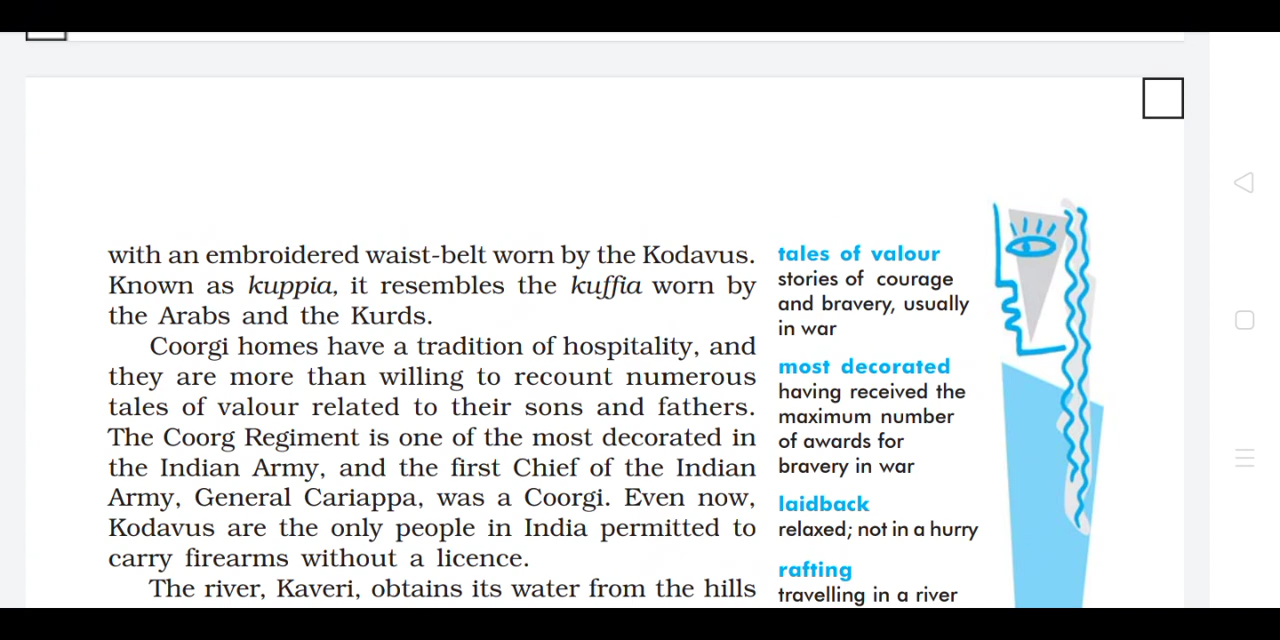 with an embroidered waist-belt worn by the Kodavus.
Known as kuppia, it resembles the kuffia worn by
the Arabs and the Kurds.
Coorgi homes have a tradition of hospitality, and
they are more than willing to recount numerous
tales of valour related to their sons and fathers.
The Coorg Regiment is one of the most decorated in
the Indian Army, and the first Chief of the Indian
Army, General Cariappa, was a Coorgi. Even now,
Kodavus are the only people in India permitted to
carry firearms without a licence.
The river, Kaveri, obtains its water from the hills
tales of valour
stories of courage
and bravery, usually
in war
most decorated
having received the
maximum number
of awards for
bravery in war
laidback
relaxed; not in a hurry
rafting
travelling in a river